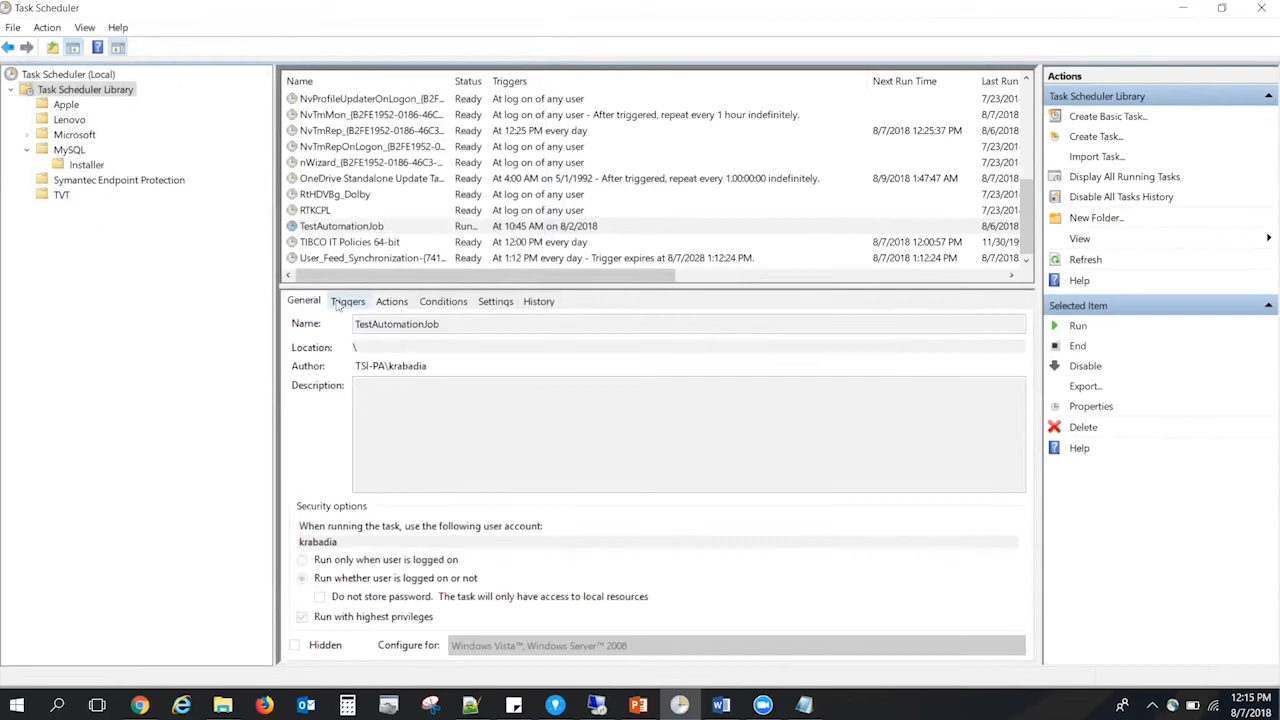 Task Scheduler
File Action View Help
Task Scheduler (Local)
Task Scheduler Library
Apple
Lenovo
Microsoft
MySQL
Installer
Symantec Endpoint Protection
TVT
Name Status Triggers Next Run Time Last Run
NvProfileUpdaterOnLogon_{B2F... Ready At log on of any user 7/23/201
NvTmMon_{B2FE1952-0186-46C... Ready At log on of any user - After triggered, repeat every 1 hour indefinitely. 8/7/2018
NvTmRep_{B2FE1952-0186-46C3... Ready At 12:25 PM every day 8/7/2018 12:25:37 PM 8/6/2018
NvTmRepOnLogon_{B2FE1952-0... Ready At log on of any user 7/23/201
nWizard_{B2FE1952-0186-46C3-... Ready At log on of any user 7/23/201
OneDrive Standalone Update Ta... Ready At 4:00 AM on 5/1/1992 - After triggered, repeat every 1.00:00:00 indefinitely. 8/9/2018 1:47:47 AM 8/7/2018
RtHDVBg_Dolby Ready At log on of any user 7/23/201
RTKCPL Ready At log on of any user 7/23/201
TestAutomationJob Run... At 10:45 AM on 8/2/2018 8/6/2018
TIBCO IT Policies 64-bit Ready At 12:00 PM every day 8/7/2018 12:00:57 PM 11/30/19
User_Feed_Synchronization-{741... Ready At 1:12 PM every day - Trigger expires at 8/7/2028 1:12:24 PM. 8/7/2018 1:12:24 PM 8/7/2018
General Triggers Actions Conditions Settings History
Name: TestAutomationJob
Location: \
Author: TSI-PA\krabadia
Description:
Security options
When running the task, use the following user account:
krabadia
Run only when user is logged on
Run whether user is logged on or not
Do not store password. The task will only have access to local resources
Run with highest privileges
Hidden Configure for: Windows Vista™, Windows Server™ 2008
Actions
Task Scheduler Library
Create Basic Task...
Create Task...
Import Task...
Display All Running Tasks
Disable All Tasks History
New Folder...
View
Refresh
Help
Selected Item
Run
End
Disable
Export...
Properties
Delete
Help
12:15 PM
8/7/2018